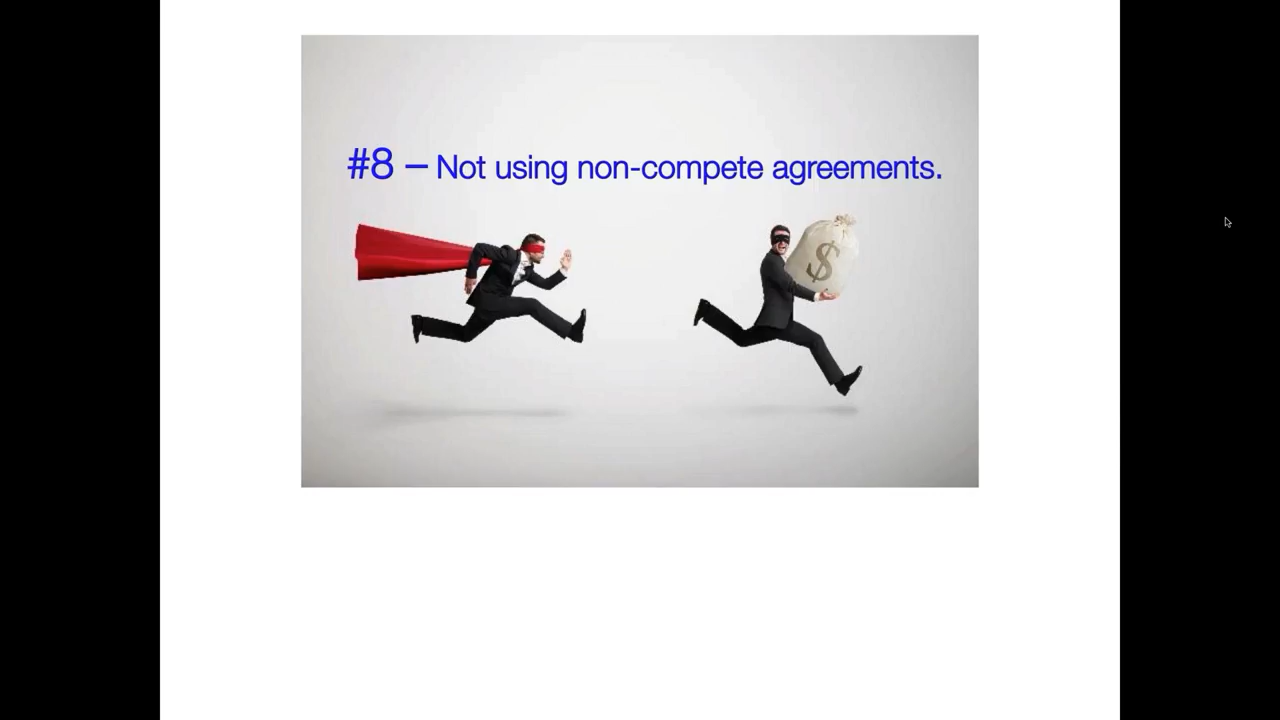 #8 – Not using non-compete agreements.
$